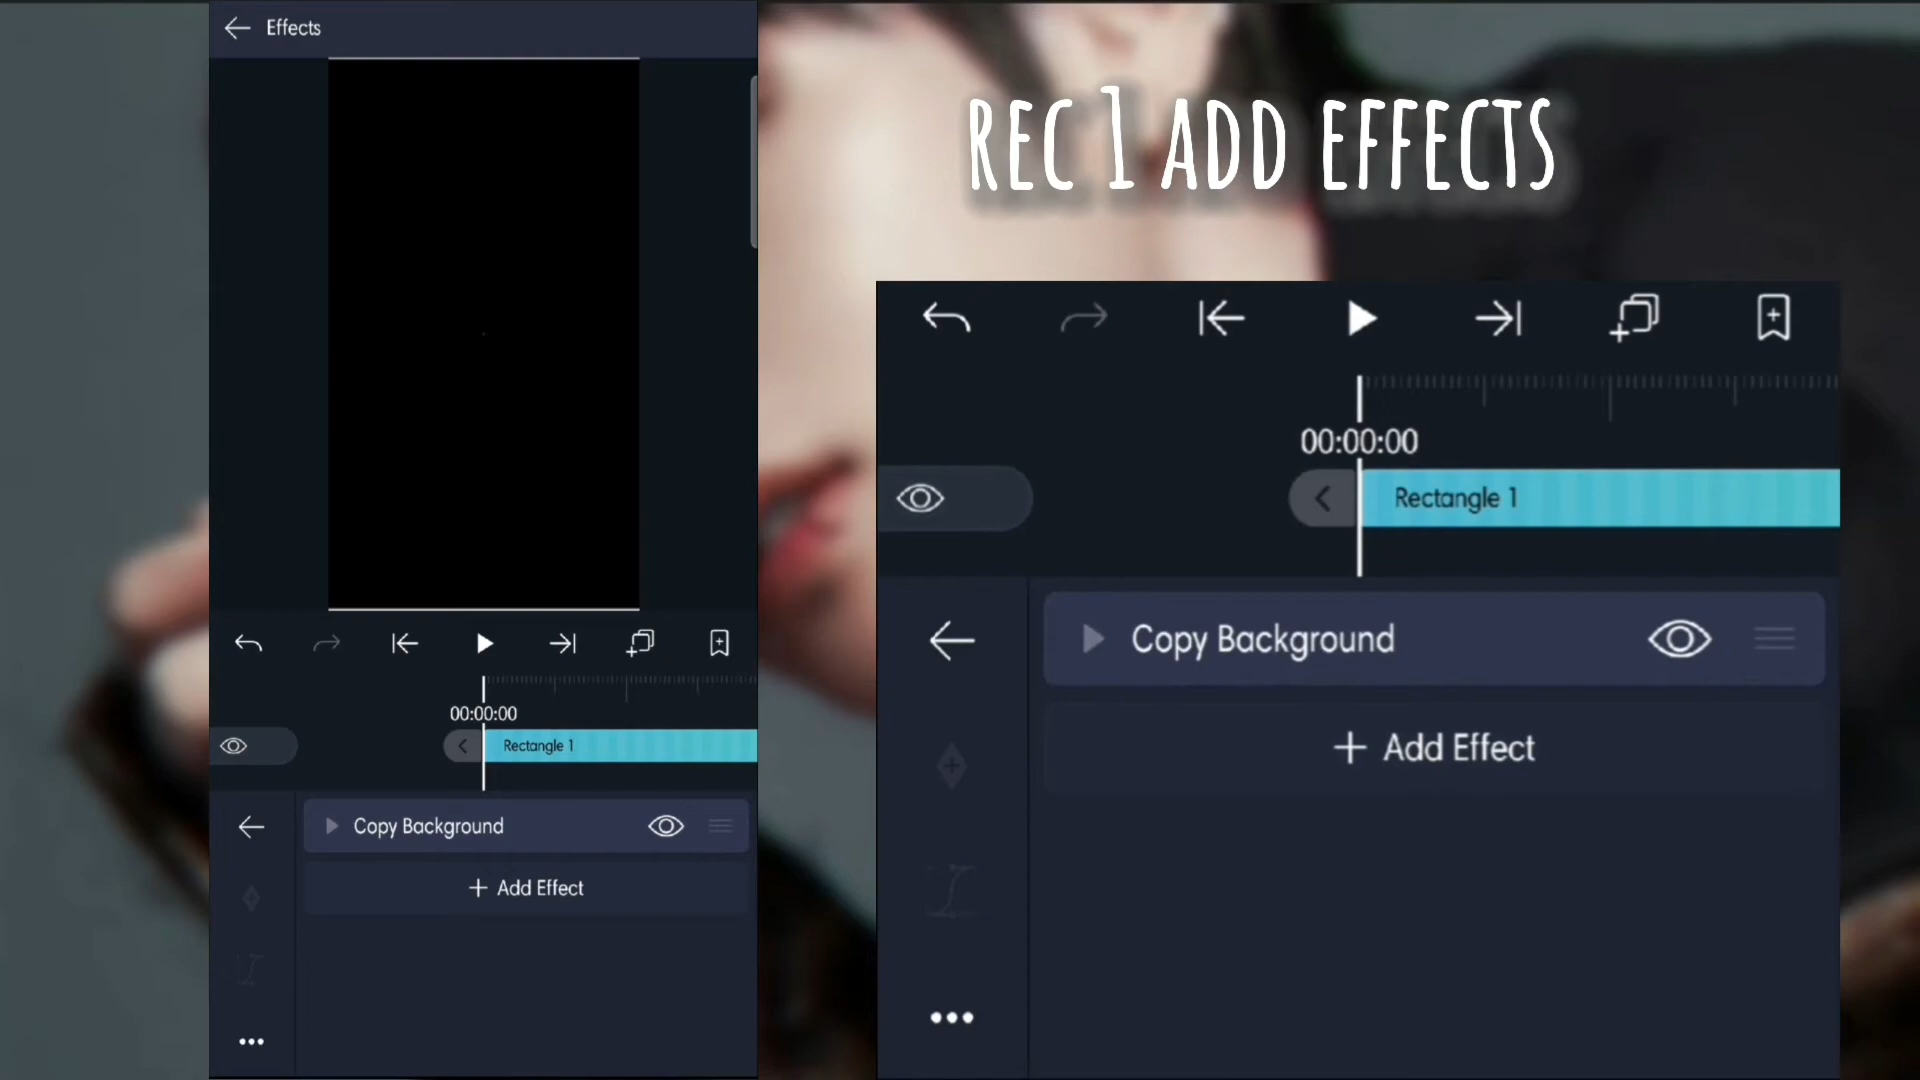 Effects
00:00:00
Rectangle 1
Copy Background
+ Add Effect
REC 1 ADD EFFECTS
00:00:00
Rectangle 1
Copy Background
+ Add Effect